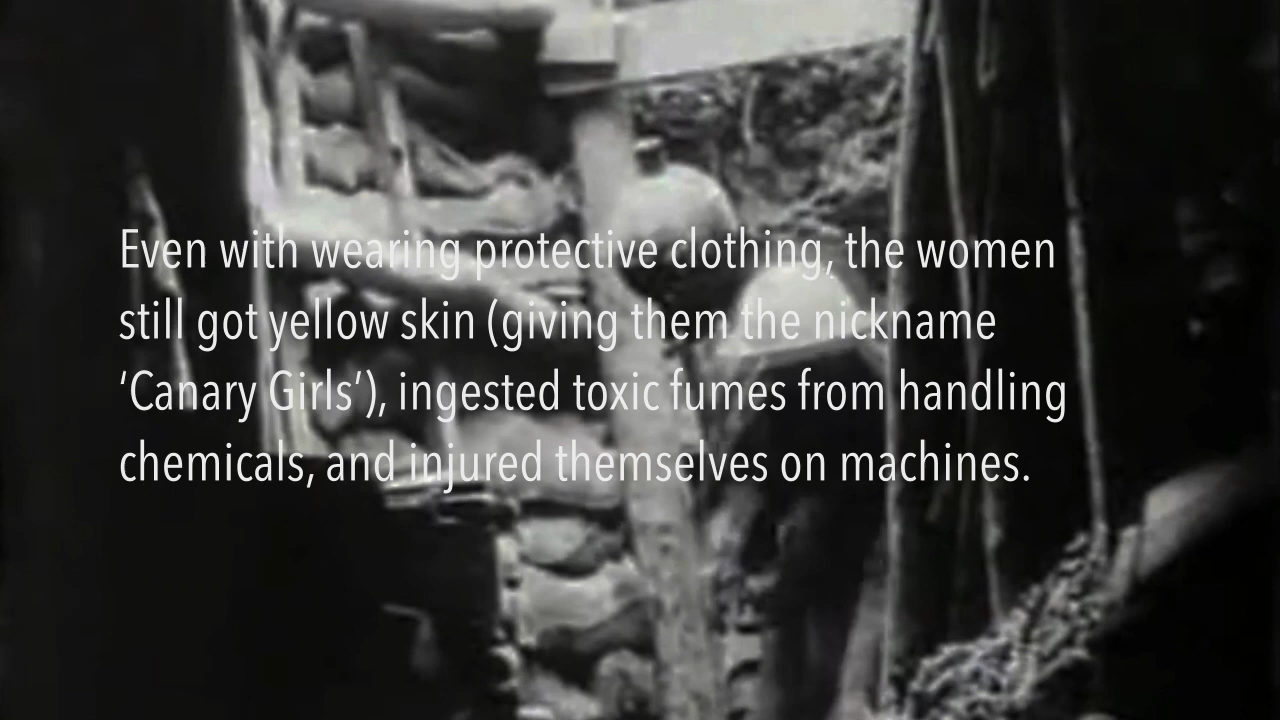 Even with wearing protective clothing, the women
still got yellow skin (giving them the nickname
‘Canary Girls’), ingested toxic fumes from handling
chemicals, and injured themselves on machines.